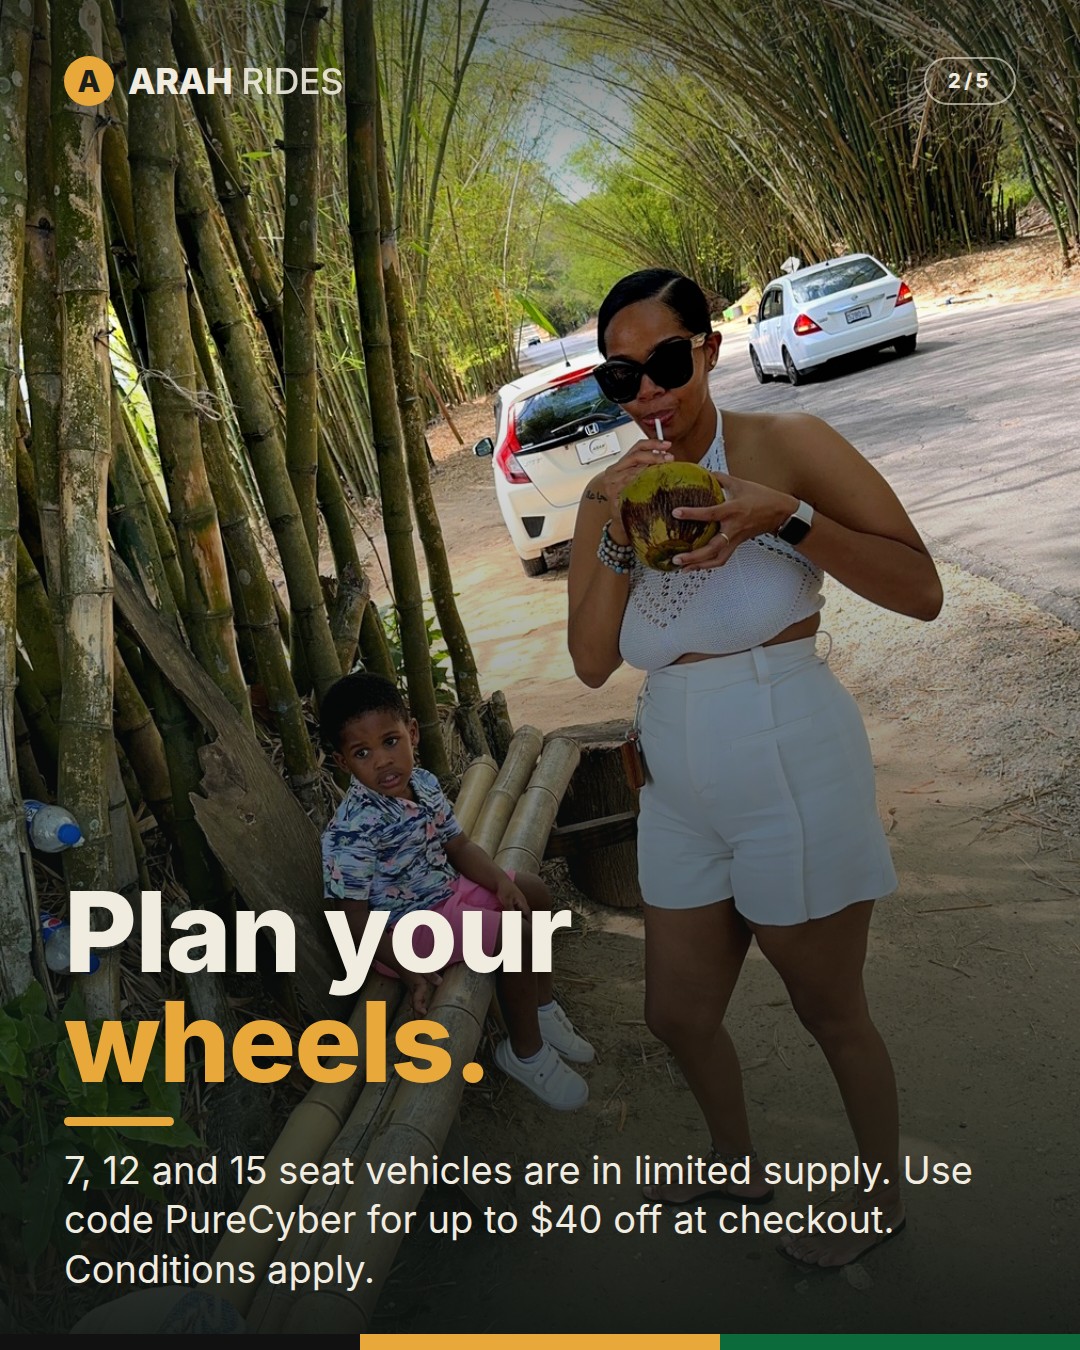 A ARAH RIDES
2/5
Plan your
wheels.
7, 12 and 15 seat vehicles are in limited supply. Use
code PureCyber for up to $40 off at checkout.
Conditions apply.